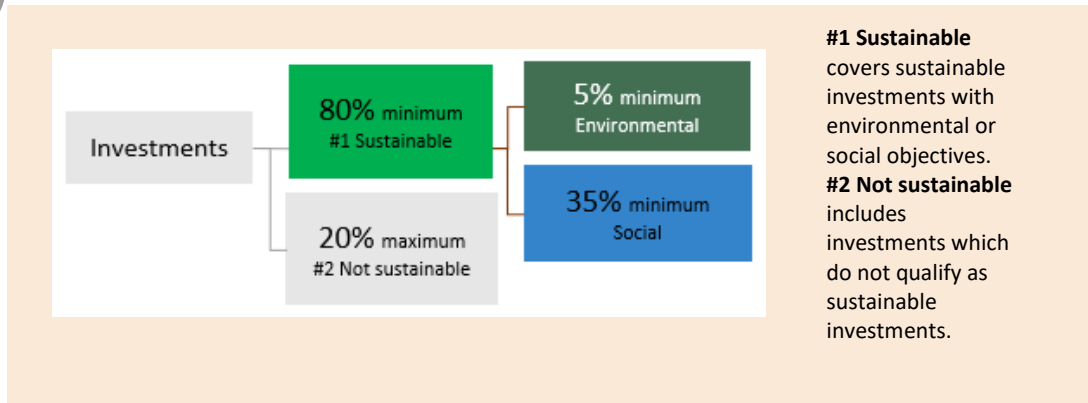 Investments
80% minimum
#1 Sustainable
20% maximum
#2 Not sustainable
5% minimum
Environmental
35% minimum
Social
#1 Sustainable
covers sustainable
investments with
environmental or
social objectives.
#2 Not sustainable
includes
investments which
do not qualify as
sustainable
investments.